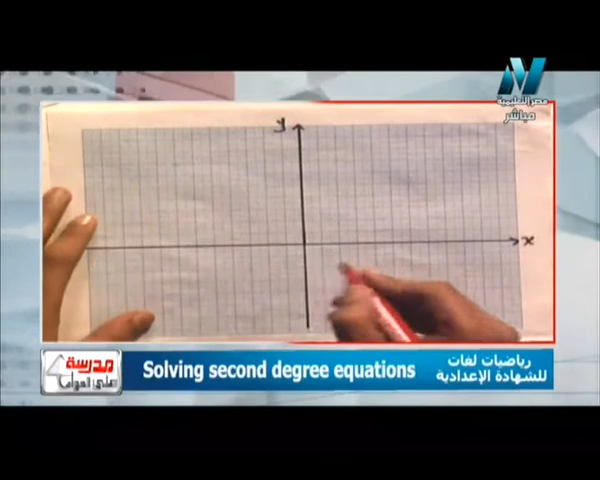 مصر التعليمية
مباشر
y
x
مدرسة
على الهواء
Solving second degree equations
رياضيات لغات
للشهادة الإعدادية